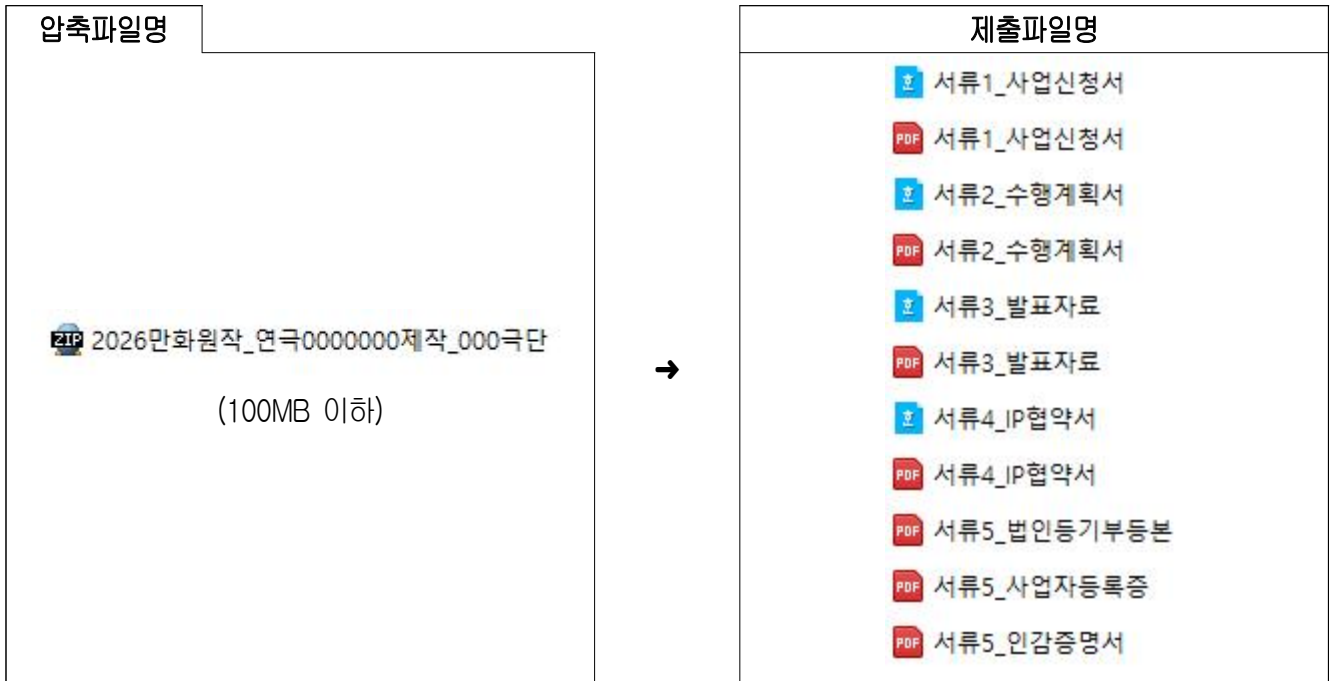 압축파일명
2026만화원작_연극0000000제작_000극단
(100MB 이하)
➜
제출파일명
서류1_사업신청서
PDF 서류1_사업신청서
서류2_수행계획서
PDF 서류2_수행계획서
서류3_발표자료
PDF 서류3_발표자료
서류4_IP협약서
PDF 서류4_IP협약서
PDF 서류5_법인등기부등본
PDF 서류5_사업자등록증
PDF 서류5_인감증명서